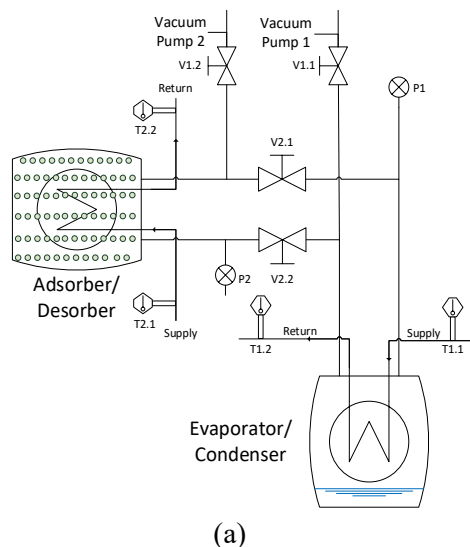 Vacuum
Pump 2
Vacuum
Pump 1
V1.2
V1.1
Return
P1
T2.2
V2.1
Adsorber/
Desorber
P2
V2.2
T2.1
Supply
Return
Supply
T1.2
T1.1
Evaporator/
Condenser
(a)